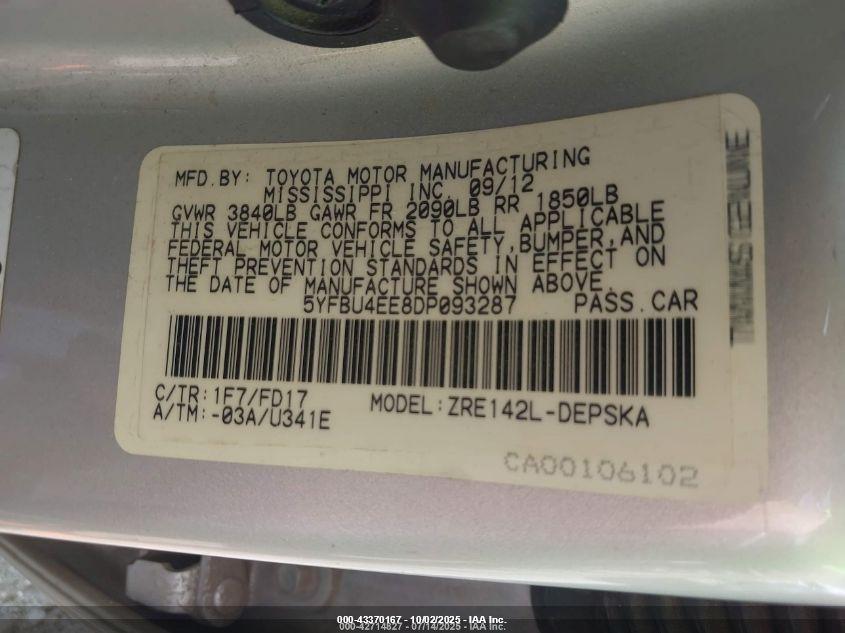 MFD.BY: TOYOTA MOTOR MANUFACTURING
MISSISSIPPI INC. 09/12
GVWR 3840LB GAWR FR 2090LB RR 1850LB
THIS VEHICLE CONFORMS TO ALL APPLICABLE
FEDERAL MOTOR VEHICLE SAFETY,BUMPER,AND
THEFT PREVENTION STANDARDS IN EFFECT ON
THE DATE OF MANUFACTURE SHOWN ABOVE.
5YFBU4EE8DP093287 PASS.CAR
C/TR:1F7/FD17
A/TM:-03A/U341E
MODEL:ZRE142L-DEPSKA
CA00106102
000-43370167 - 10/02/2025 - IAA Inc.
000-42714827 - 07/14/2025 - IAA Inc.